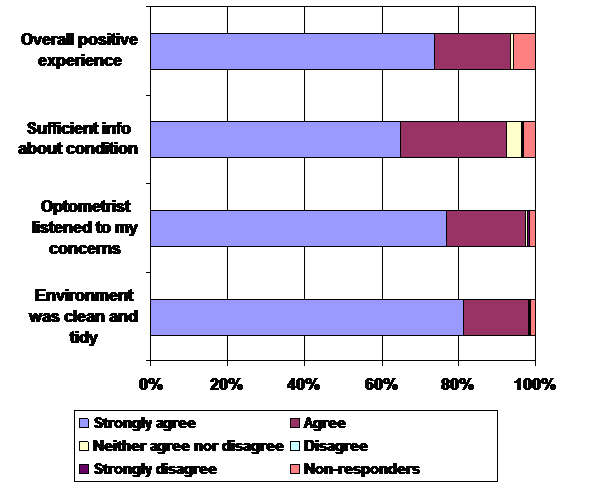 Overall positive
experience
Sufficient info
about condition
Optometrist
listened to my
concerns
Environment
was clean and
tidy
0% 20% 40% 60% 80% 100%
Strongly agree Agree
Neither agree nor disagree Disagree
Strongly disagree Non-responders